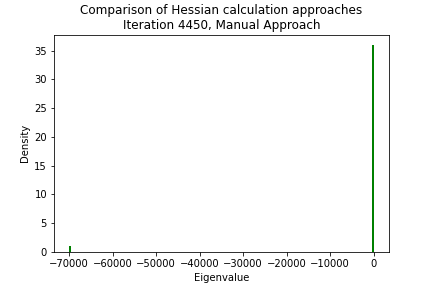 Comparison of Hessian calculation approaches
Iteration 4450, Manual Approach
35
30
25
20
15
10
5
0
Density
−70000 −60000 −50000 −40000 −30000 −20000 −10000 0
Eigenvalue